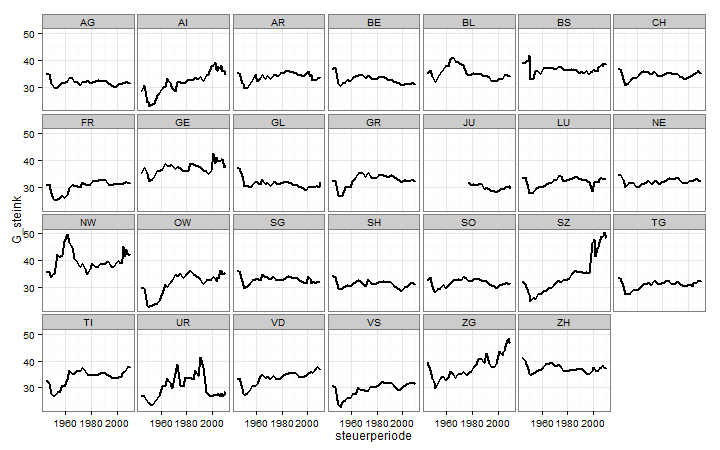 AG AI AR BE BL BS CH
50
40
30
FR GE GL GR JU LU NE
50
40
30
NW OW SG SH SO SZ TG
50
40
30
TI UR VD VS ZG ZH
50
40
30
1960 1980 2000 1960 1980 2000 1960 1980 2000 1960 1980 2000 1960 1980 2000 1960 1980 2000
steuerperiode
G_steink